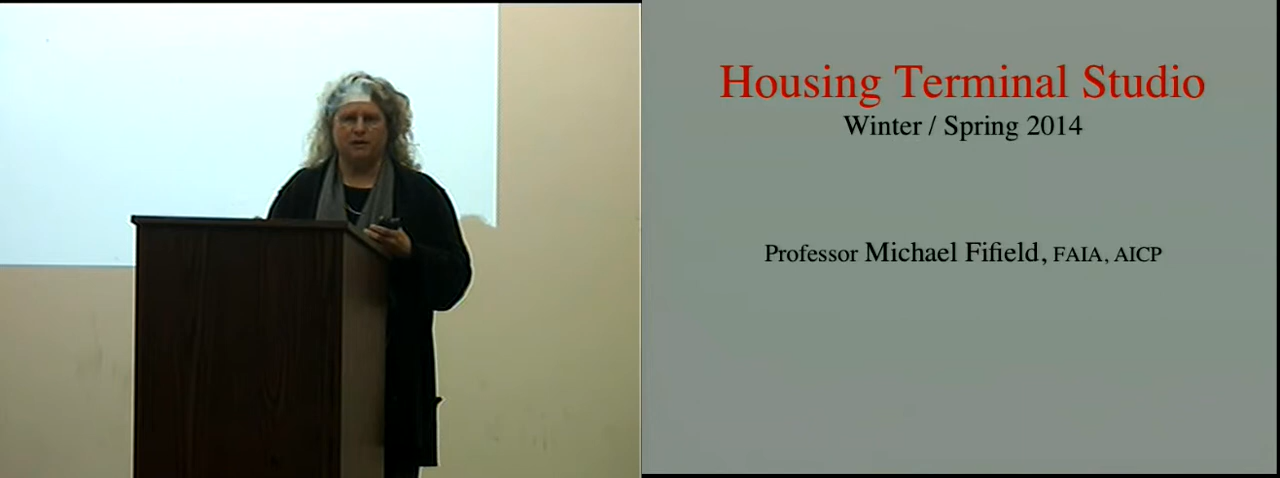 Housing Terminal Studio
Winter / Spring 2014
Professor Michael Fifield, FAIA, AICP